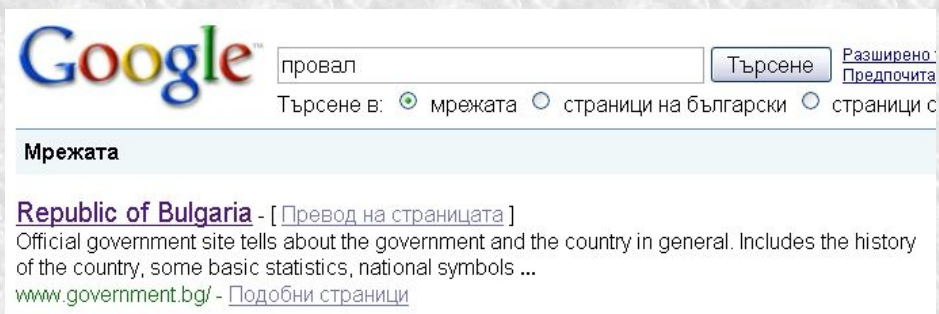 Google™
провал Търсене Разширено
Предпочита
Търсене в: мрежата страници на български страници с
Мрежата
Republic of Bulgaria - [ Превод на страницата ]
Official government site tells about the government and the country in general. Includes the history
of the country, some basic statistics, national symbols ...
www.government.bg/ - Подобни страници